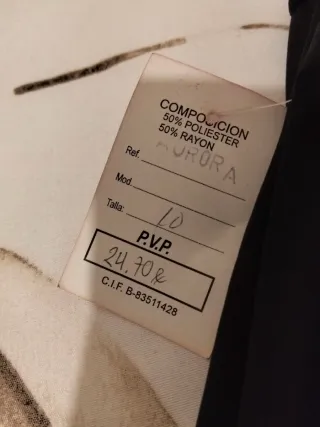 COMPOSICION
50% POLIESTER
50% RAYON
Ref. AURORA
Mod.
Talla: 10
P.V.P.
24.70€
C.I.F. B-83511428